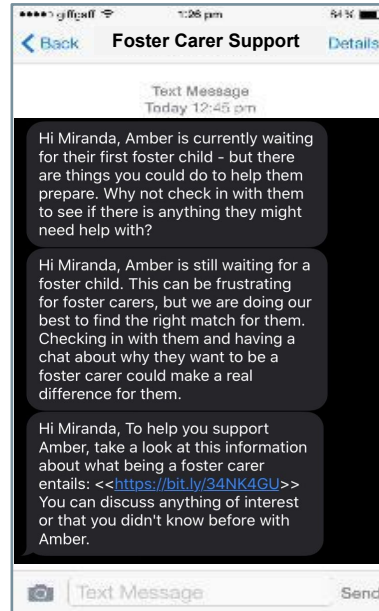 giffgaff 1:26 pm 84%
Back Foster Carer Support Details
Text Message
Today 12:45 pm
Hi Miranda, Amber is currently waiting
for their first foster child - but there
are things you could do to help them
prepare. Why not check in with them
to see if there is anything they might
need help with?
Hi Miranda, Amber is still waiting for a
foster child. This can be frustrating
for foster carers, but we are doing our
best to find the right match for them.
Checking in with them and having a
chat about why they want to be a
foster carer could make a real
difference for them.
Hi Miranda, To help you support
Amber, take a look at this information
about what being a foster carer
entails: <<https://bit.ly/34NK4GU>>
You can discuss anything of interest
or that you didn't know before with
Amber.
Text Message Send